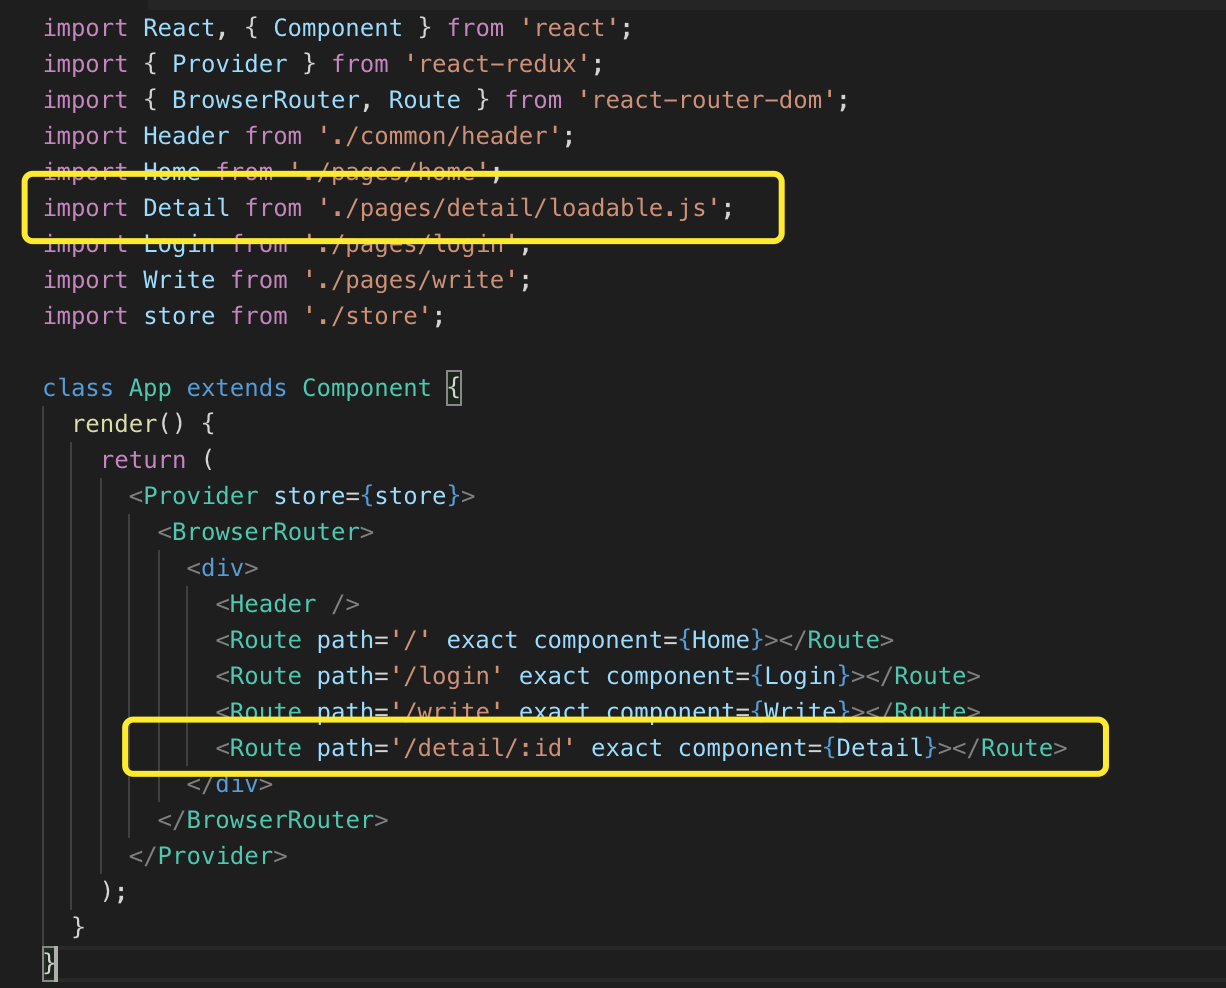 import React, { Component } from 'react';
import { Provider } from 'react-redux';
import { BrowserRouter, Route } from 'react-router-dom';
import Header from './common/header';
import Home from './pages/home';
import Detail from './pages/detail/loadable.js';
import Login from './pages/login';
import Write from './pages/write';
import store from './store';

class App extends Component {
  render() {
    return (
      <Provider store={store}>
        <BrowserRouter>
          <div>
            <Header />
            <Route path='/' exact component={Home}></Route>
            <Route path='/login' exact component={Login}></Route>
            <Route path='/write' exact component={Write}></Route>
            <Route path='/detail/:id' exact component={Detail}></Route>
          </div>
        </BrowserRouter>
      </Provider>
    );
  }
}